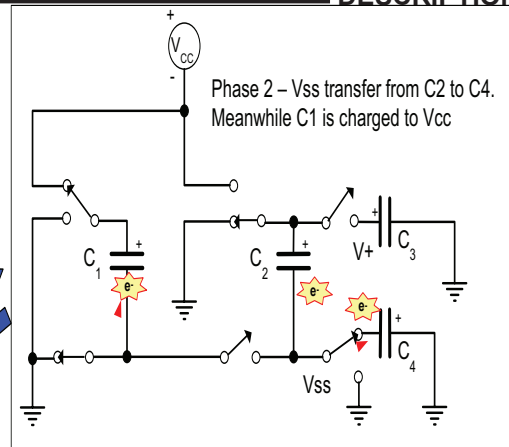 DESCRIPTION
+
VCC
-
Phase 2 – Vss transfer from C2 to C4.
Meanwhile C1 is charged to Vcc
+
C1
e-
+
C2
e-
+
V+
C3
e-
+
C4
Vss